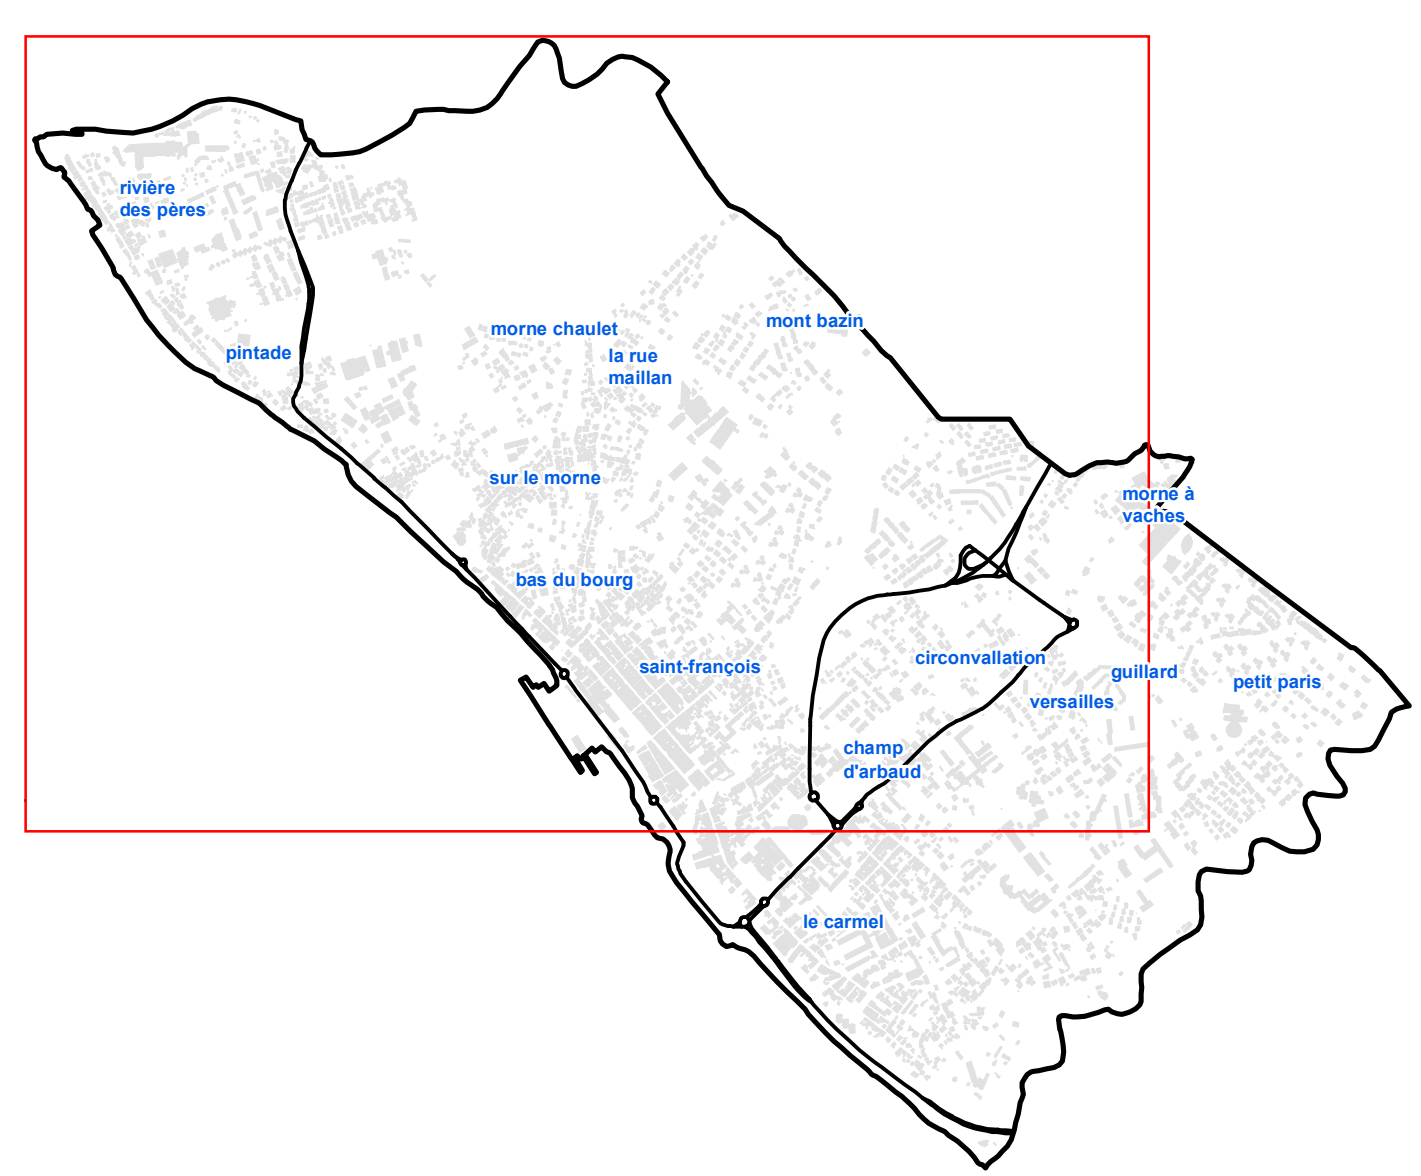 rivière
des pères
pintade
morne chaulet
la rue
maillan
mont bazin
sur le morne
morne à
vaches
bas du bourg
saint-françois
circonvallation
guillard
petit paris
versailles
champ
d'arbaud
le carmel